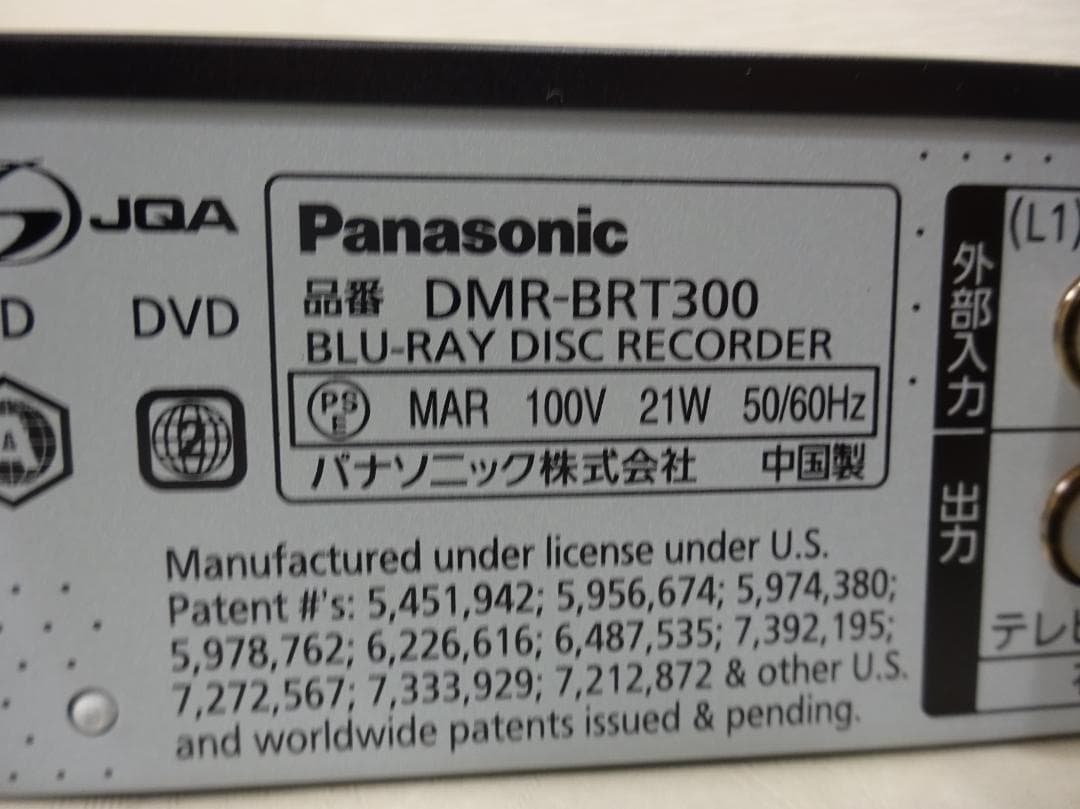 JQA
D
DVD
A
2
Panasonic
品番 DMR-BRT300
BLU-RAY DISC RECORDER
PSE MAR 100V 21W 50/60Hz
パナソニック株式会社 中国製
Manufactured under license under U.S.
Patent #'s: 5,451,942; 5,956,674; 5,974,380;
5,978,762; 6,226,616; 6,487,535; 7,392,195;
7,272,567; 7,333,929; 7,212,872 & other U.S.
and worldwide patents issued & pending.
(L1)
外部入力
出力
テレビ